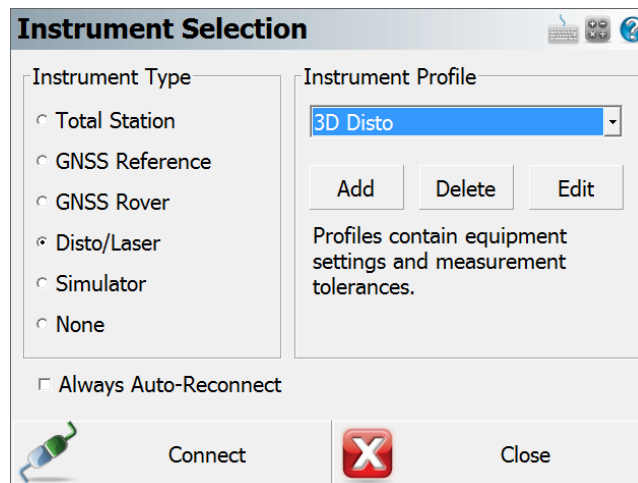 Instrument Selection
Instrument Type
Total Station
GNSS Reference
GNSS Rover
Disto/Laser
Simulator
None
Always Auto-Reconnect
Instrument Profile
3D Disto
Add Delete Edit
Profiles contain equipment
settings and measurement
tolerances.
Connect Close